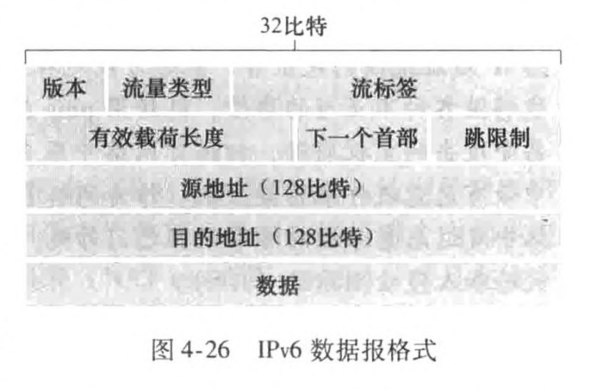 32比特
版本 流量类型 流标签
有效载荷长度 下一个首部 跳限制
源地址（128比特）
目的地址（128比特）
数据
图 4-26 IPv6 数据报格式